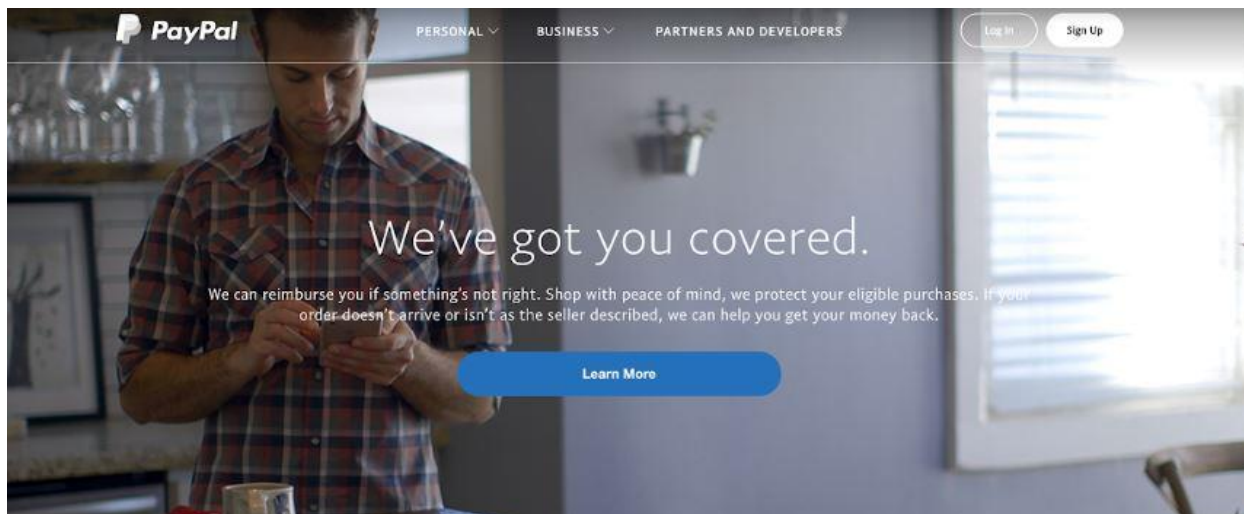 PayPal
PERSONAL
BUSINESS
PARTNERS AND DEVELOPERS
Log In
Sign Up
We've got you covered.
We can reimburse you if something's not right. Shop with peace of mind, we protect your eligible purchases. If your
order doesn't arrive or isn't as the seller described, we can help you get your money back.
Learn More